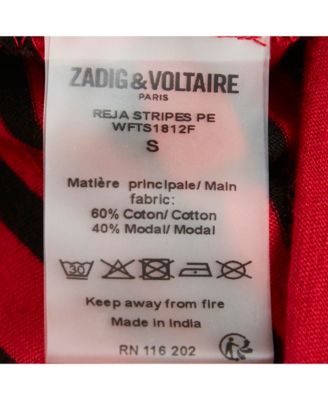 ZADIG & VOLTAIRE
PARIS
REJA STRIPES PE
WFTS1812F
S
Matière principale/ Main
fabric:
60% Coton/ Cotton
40% Modal/ Modal
30
Keep away from fire
Made in India
RN 116 202